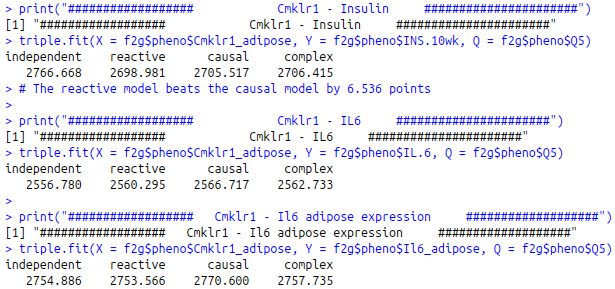 > print("##################                Cmklr1 - Insulin     ######################")
[1] "##################                Cmklr1 - Insulin     ######################"
> triple.fit(X = f2g$pheno$Cmklr1_adipose, Y = f2g$pheno$INS.10wk, Q = f2g$pheno$Q5)
independent    reactive      causal     complex
   2766.668    2698.981    2705.517    2706.415
> # The reactive model beats the causal model by 6.536 points
>
> print("##################                Cmklr1 - IL6     ######################")
[1] "##################                Cmklr1 - IL6     ######################"
> triple.fit(X = f2g$pheno$Cmklr1_adipose, Y = f2g$pheno$IL.6, Q = f2g$pheno$Q5)
independent    reactive      causal     complex
   2556.780    2560.295    2566.717    2562.733
>
> print("##################   Cmklr1 - Il6 adipose expression     ###################")
[1] "##################   Cmklr1 - Il6 adipose expression     ###################"
> triple.fit(X = f2g$pheno$Cmklr1_adipose, Y = f2g$pheno$Il6_adipose, Q = f2g$pheno$Q5)
independent    reactive      causal     complex
   2754.886    2753.566    2770.600    2757.735